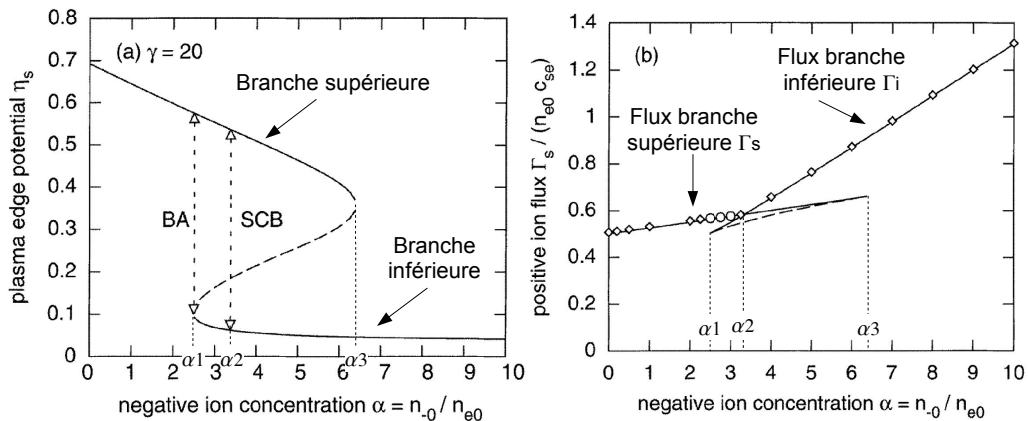 (a) γ = 20
Branche supérieure
BA
SCB
Branche
inférieure
α1
α2
α3
0.8
0.7
0.6
0.5
0.4
0.3
0.2
0.1
0
0 1 2 3 4 5 6 7 8 9 10
plasma edge potential ηs
negative ion concentration α = n-0 / ne0
(b)
Flux branche
inférieure Γi
Flux branche
supérieure Γs
α1
α2
α3
1.4
1.2
1
0.8
0.6
0.4
0.2
0
0 1 2 3 4 5 6 7 8 9 10
positive ion flux Γs / (ne0 cse)
negative ion concentration α = n-0 / ne0